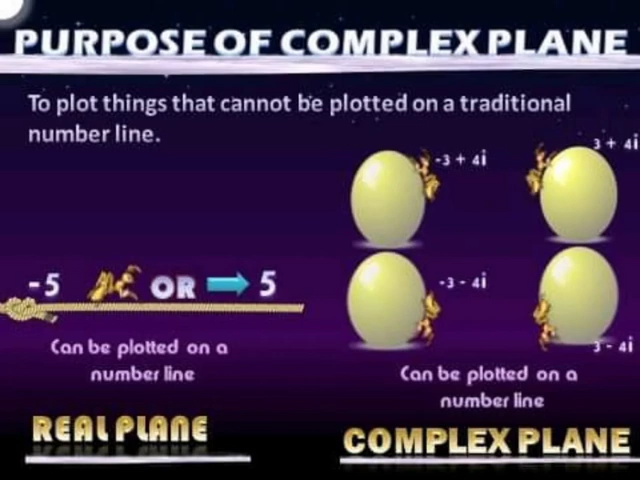 PURPOSE OF COMPLEX PLANE
To plot things that cannot be plotted on a traditional
number line.
-3 + 4i
3 + 4i
-5 OR 5
-3 - 4i
3 - 4i
Can be plotted on a
number line
Can be plotted on a
number line
REAL PLANE
COMPLEX PLANE